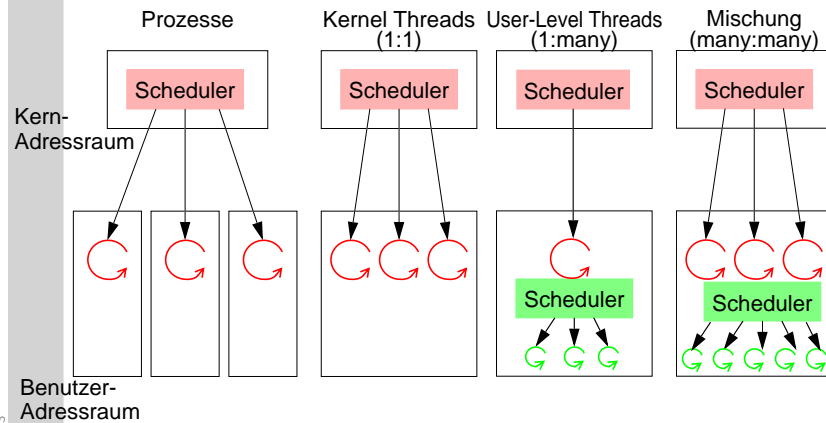 Prozesse
Kernel Threads
(1:1)
User-Level Threads
(1:many)
Mischung
(many:many)
Scheduler
Scheduler
Scheduler
Scheduler
Kern-
Adressraum
Scheduler
Scheduler
Benutzer-
Adressraum